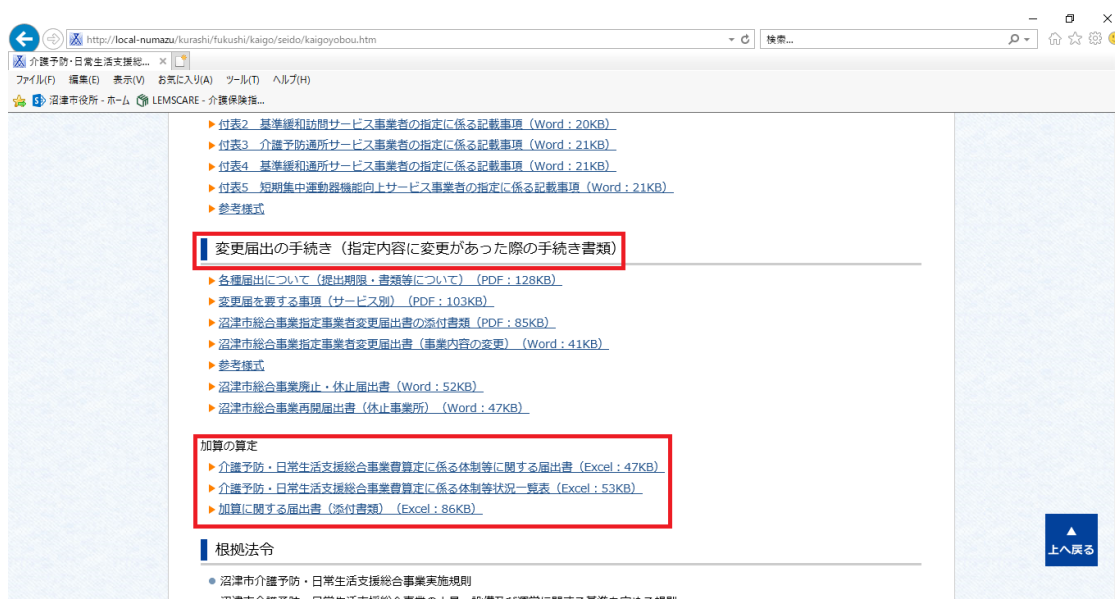 http://local-numazu/kurashi/fukushi/kaigo/seido/kaigoyobou.htm
検索...
介護予防・日常生活支援総...
ファイル(F) 編集(E) 表示(V) お気に入り(A) ツール(T) ヘルプ(H)
沼津市役所 - ホーム LEMSCARE - 介護保険指...
付表2 基準緩和訪問サービス事業者の指定に係る記載事項（Word：20KB）
付表3 介護予防通所サービス事業者の指定に係る記載事項（Word：21KB）
付表4 基準緩和通所サービス事業者の指定に係る記載事項（Word：21KB）
付表5 短期集中運動器機能向上サービス事業者の指定に係る記載事項（Word：21KB）
参考様式
変更届出の手続き（指定内容に変更があった際の手続き書類）
各種届出について（提出期限・書類等について）（PDF：128KB）
変更届を要する事項（サービス別）（PDF：103KB）
沼津市総合事業指定事業者変更届出書の添付書類（PDF：85KB）
沼津市総合事業指定事業者変更届出書（事業内容の変更）（Word：41KB）
参考様式
沼津市総合事業廃止・休止届出書（Word：52KB）
沼津市総合事業再開届出書（休止事業所）（Word：47KB）
加算の算定
介護予防・日常生活支援総合事業費算定に係る体制等に関する届出書（Excel：47KB）
介護予防・日常生活支援総合事業費算定に係る体制等状況一覧表（Excel：53KB）
加算に関する届出書（添付書類）（Excel：86KB）
▲
上へ戻る
根拠法令
沼津市介護予防・日常生活支援総合事業実施規則